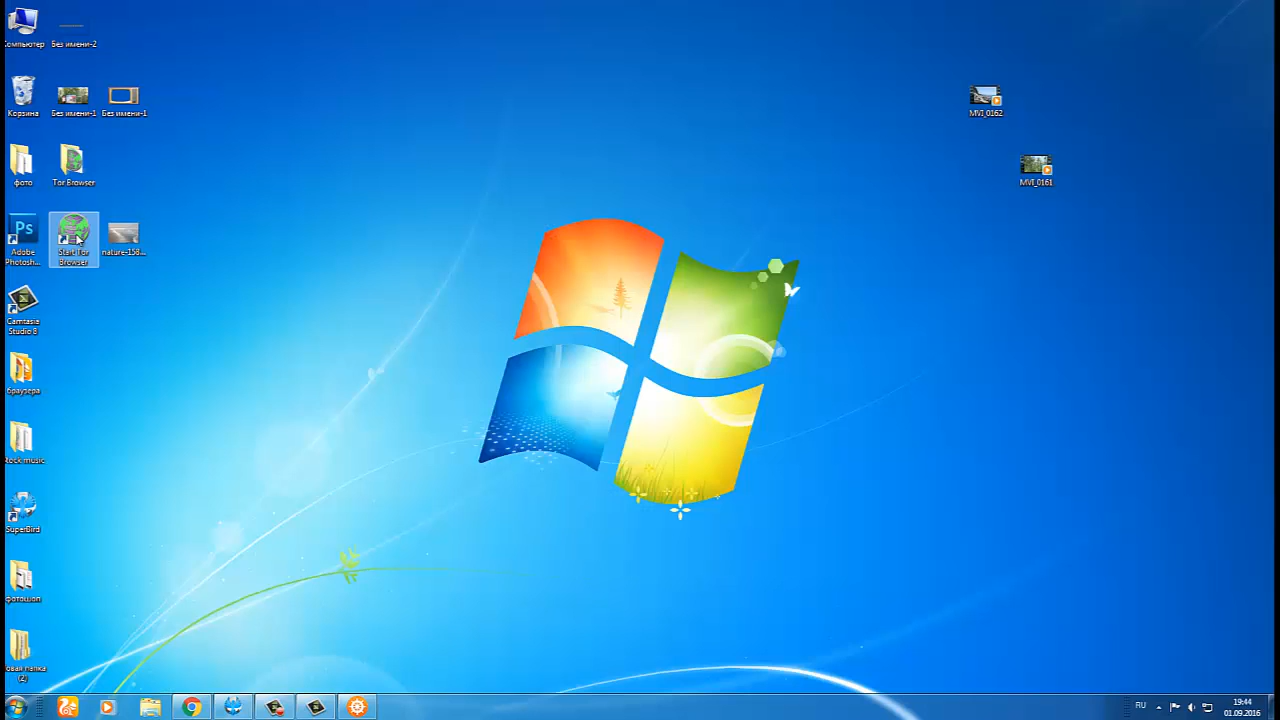 Компьютер
Без имени-2
Корзина
Без имени-1
Без имени-1
MVI_0162
фото
Tor Browser
MVI_0161
Ps
Adobe
Photosh...
Start Tor
Browser
nature-158...
Camtasia
Studio 8
браузера
Rock music
SuperBird
фотошоп
овая папка
(2)
RU
19:44
01.09.2016